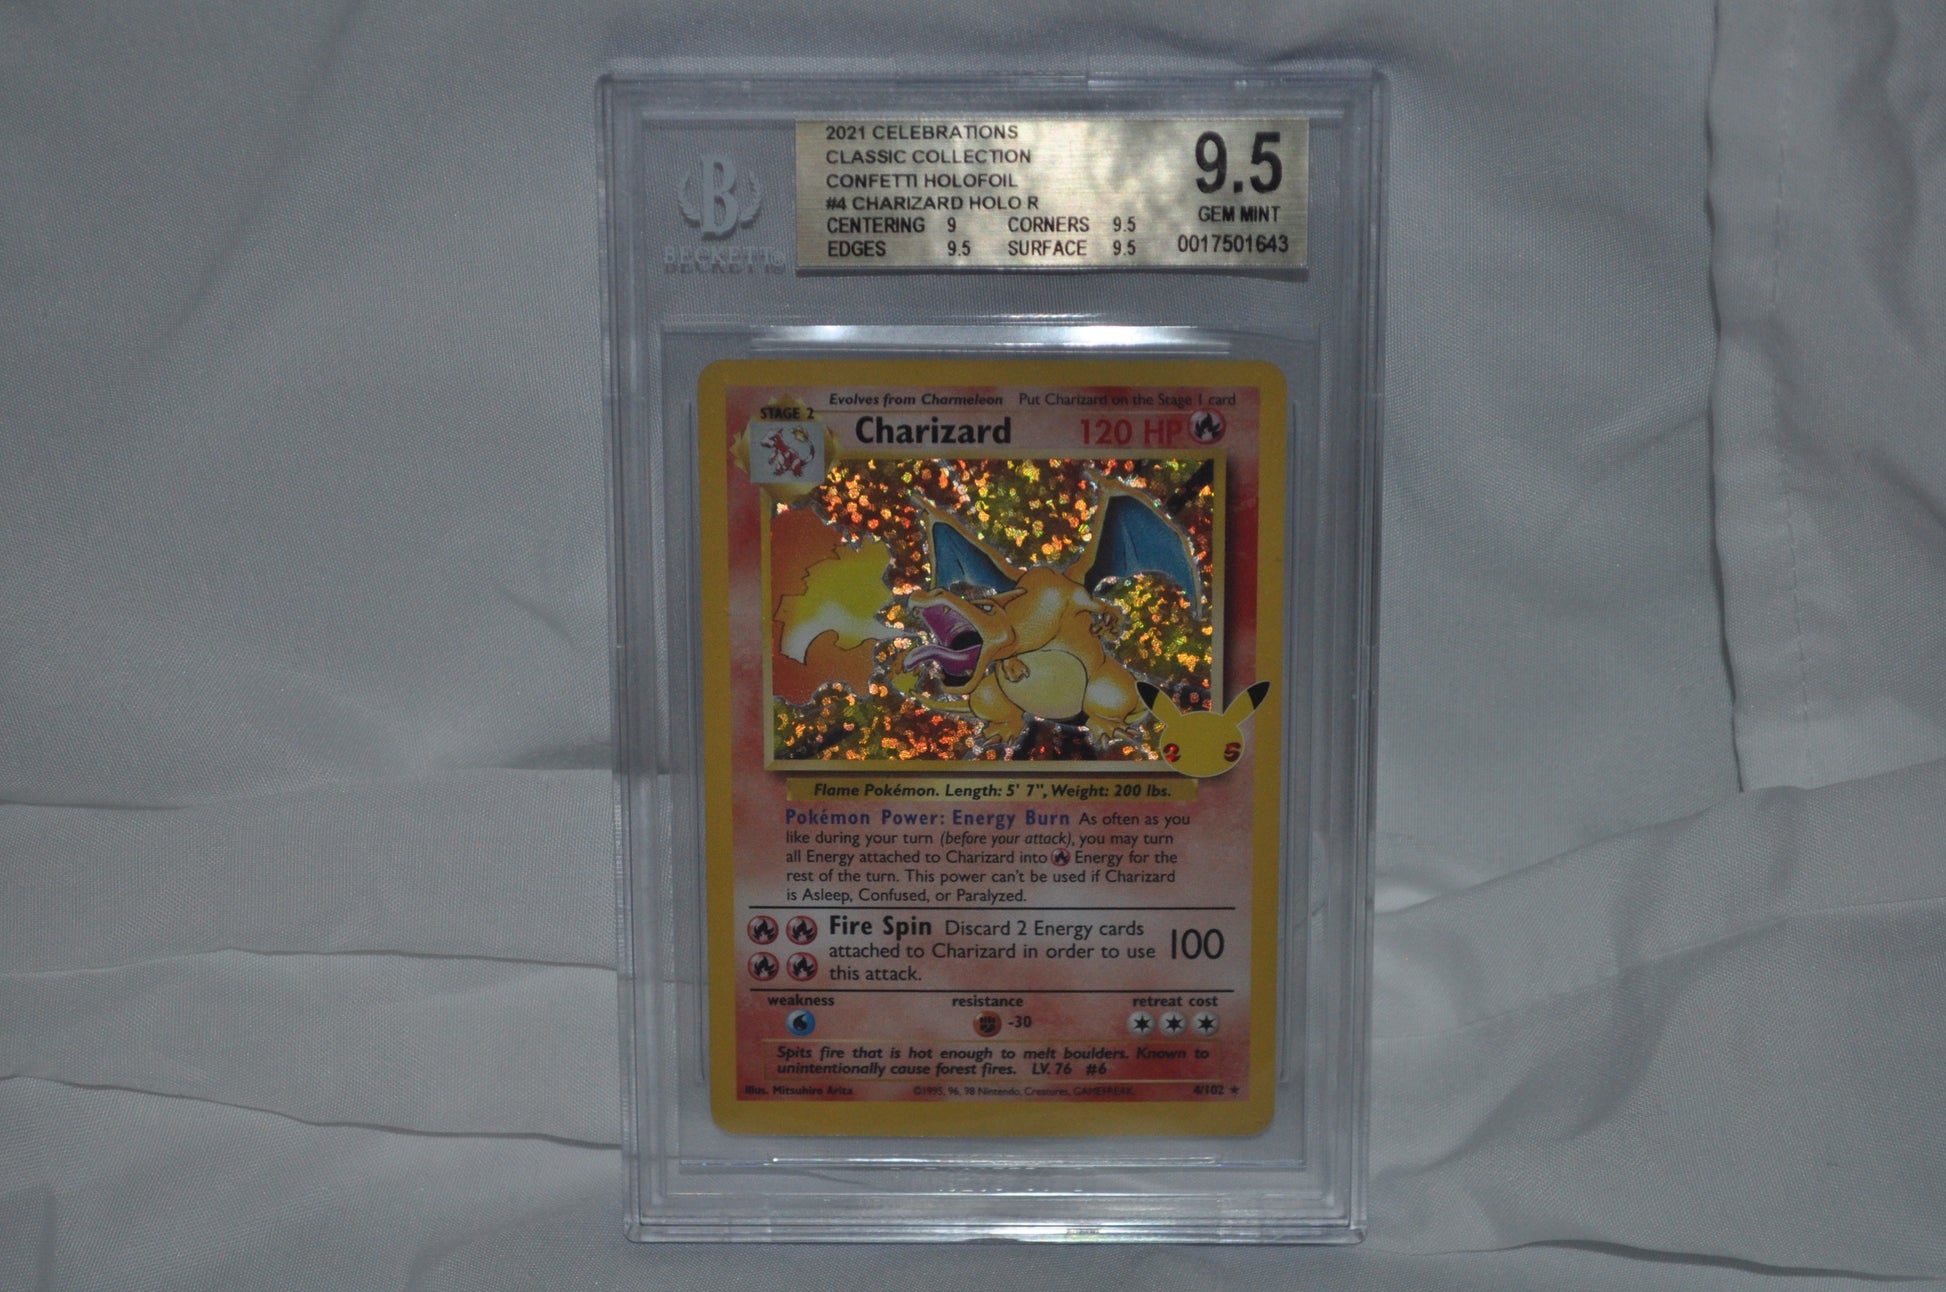 B
BECKETT®
2021 CELEBRATIONS
CLASSIC COLLECTION
CONFETTI HOLOFOIL
#4 CHARIZARD HOLO R
CENTERING 9 CORNERS 9.5
EDGES 9.5 SURFACE 9.5
9.5
GEM MINT
0017501643
Evolves from Charmeleon Put Charizard on the Stage 1 card
STAGE 2
Charizard 120 HP
2 5
Flame Pokémon. Length: 5' 7", Weight: 200 lbs.
Pokémon Power: Energy Burn As often as you
like during your turn (before your attack), you may turn
all Energy attached to Charizard into Energy for the
rest of the turn. This power can't be used if Charizard
is Asleep, Confused, or Paralyzed.
Fire Spin Discard 2 Energy cards
attached to Charizard in order to use 100
this attack.
weakness resistance retreat cost
-30
Spits fire that is hot enough to melt boulders. Known to
unintentionally cause forest fires. LV. 76 #6
Illus. Mitsuhiro Arita ©1995, 96, 98 Nintendo, Creatures, GAMEFREAK. 4/102 ★